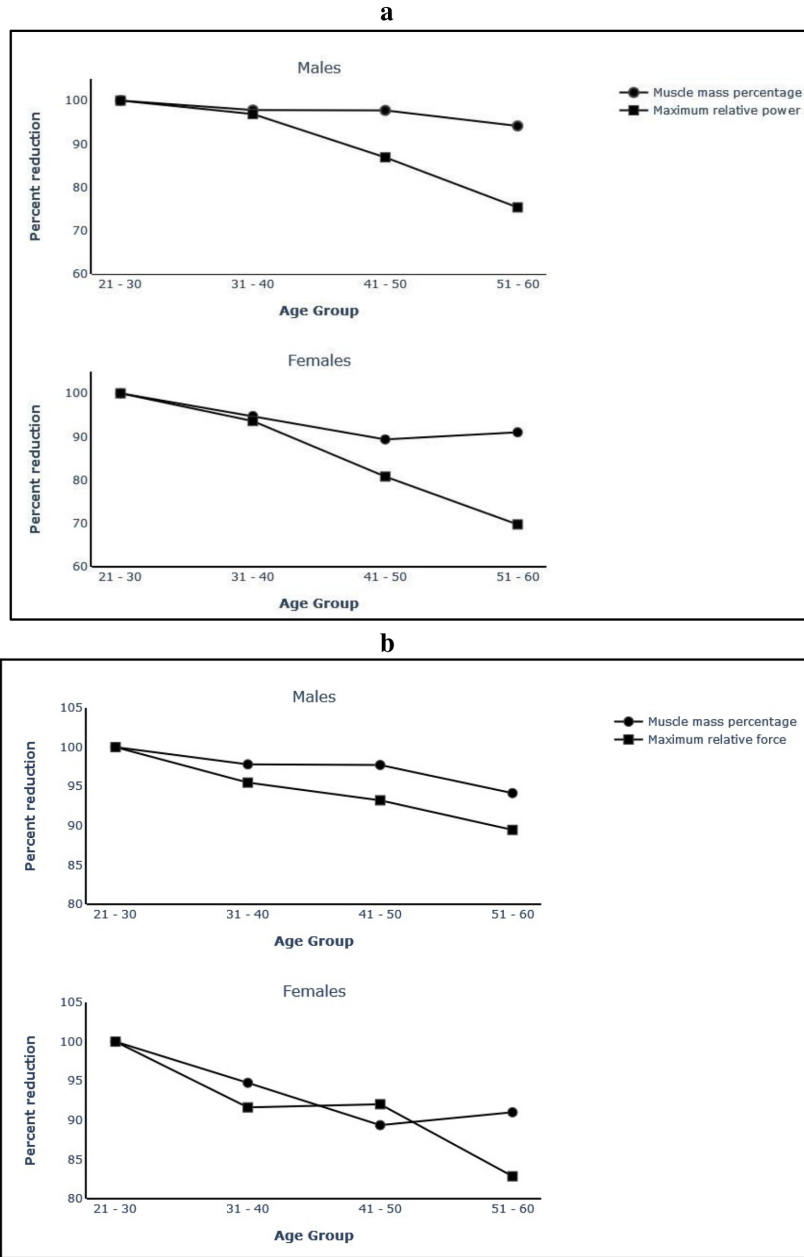 a
Males
Muscle mass percentage
Maximum relative power
Percent reduction
100
90
80
70
60
21 - 30 31 - 40 41 - 50 51 - 60
Age Group
Females
Percent reduction
100
90
80
70
60
21 - 30 31 - 40 41 - 50 51 - 60
Age Group
b
Males
Muscle mass percentage
Maximum relative force
Percent reduction
105
100
95
90
85
80
21 - 30 31 - 40 41 - 50 51 - 60
Age Group
Females
Percent reduction
105
100
95
90
85
80
21 - 30 31 - 40 41 - 50 51 - 60
Age Group